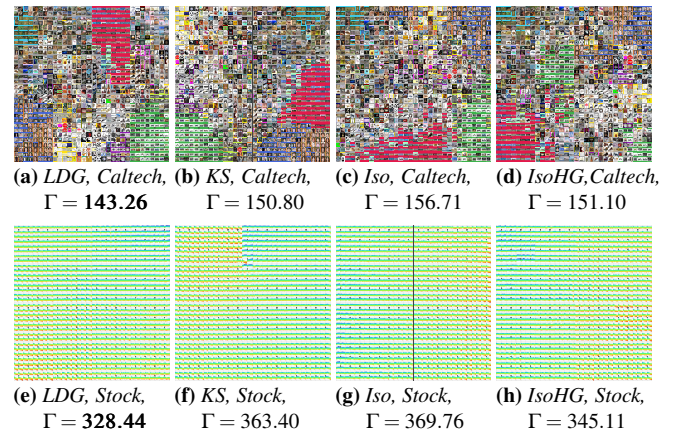 (a) LDG, Caltech, (b) KS, Caltech, (c) Iso, Caltech, (d) IsoHG,Caltech,
Γ = 143.26 Γ = 150.80 Γ = 156.71 Γ = 151.10
(e) LDG, Stock, (f) KS, Stock, (g) Iso, Stock, (h) IsoHG, Stock,
Γ = 328.44 Γ = 363.40 Γ = 369.76 Γ = 345.11